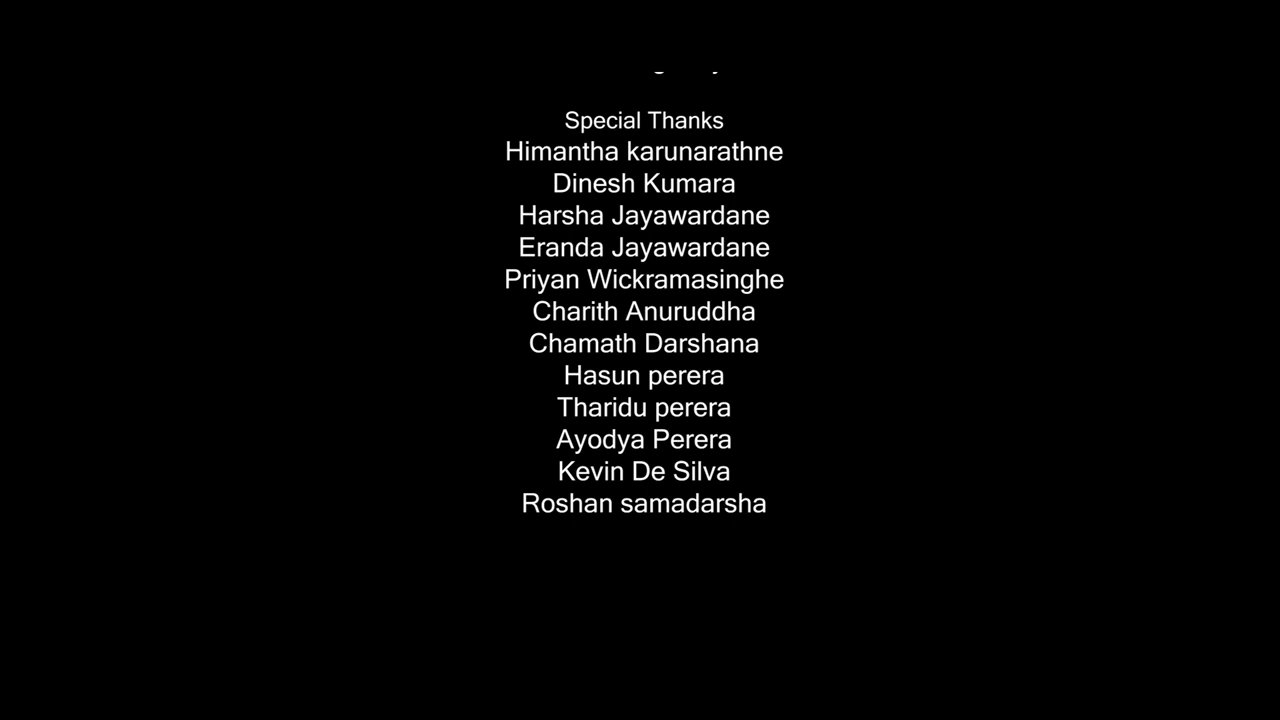 Special Thanks
Himantha karunarathne
Dinesh Kumara
Harsha Jayawardane
Eranda Jayawardane
Priyan Wickramasinghe
Charith Anuruddha
Chamath Darshana
Hasun perera
Tharidu perera
Ayodya Perera
Kevin De Silva
Roshan samadarsha